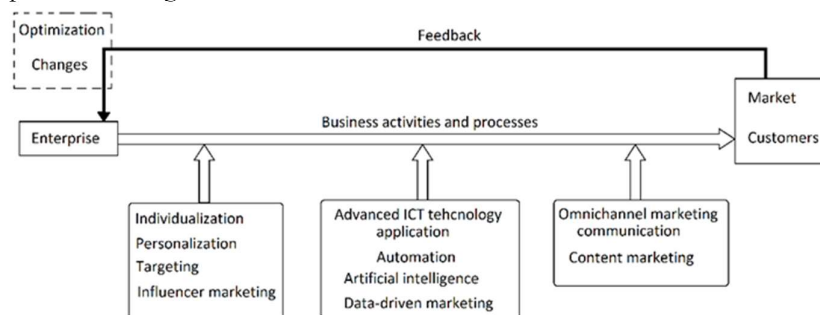 Optimization
Changes
Feedback
Market
Customers
Enterprise
Business activities and processes
Individualization
Personalization
Targeting
Influencer marketing
Advanced ICT tehcnology
application
Automation
Artificial intelligence
Data-driven marketing
Omnichannel marketing
communication
Content marketing